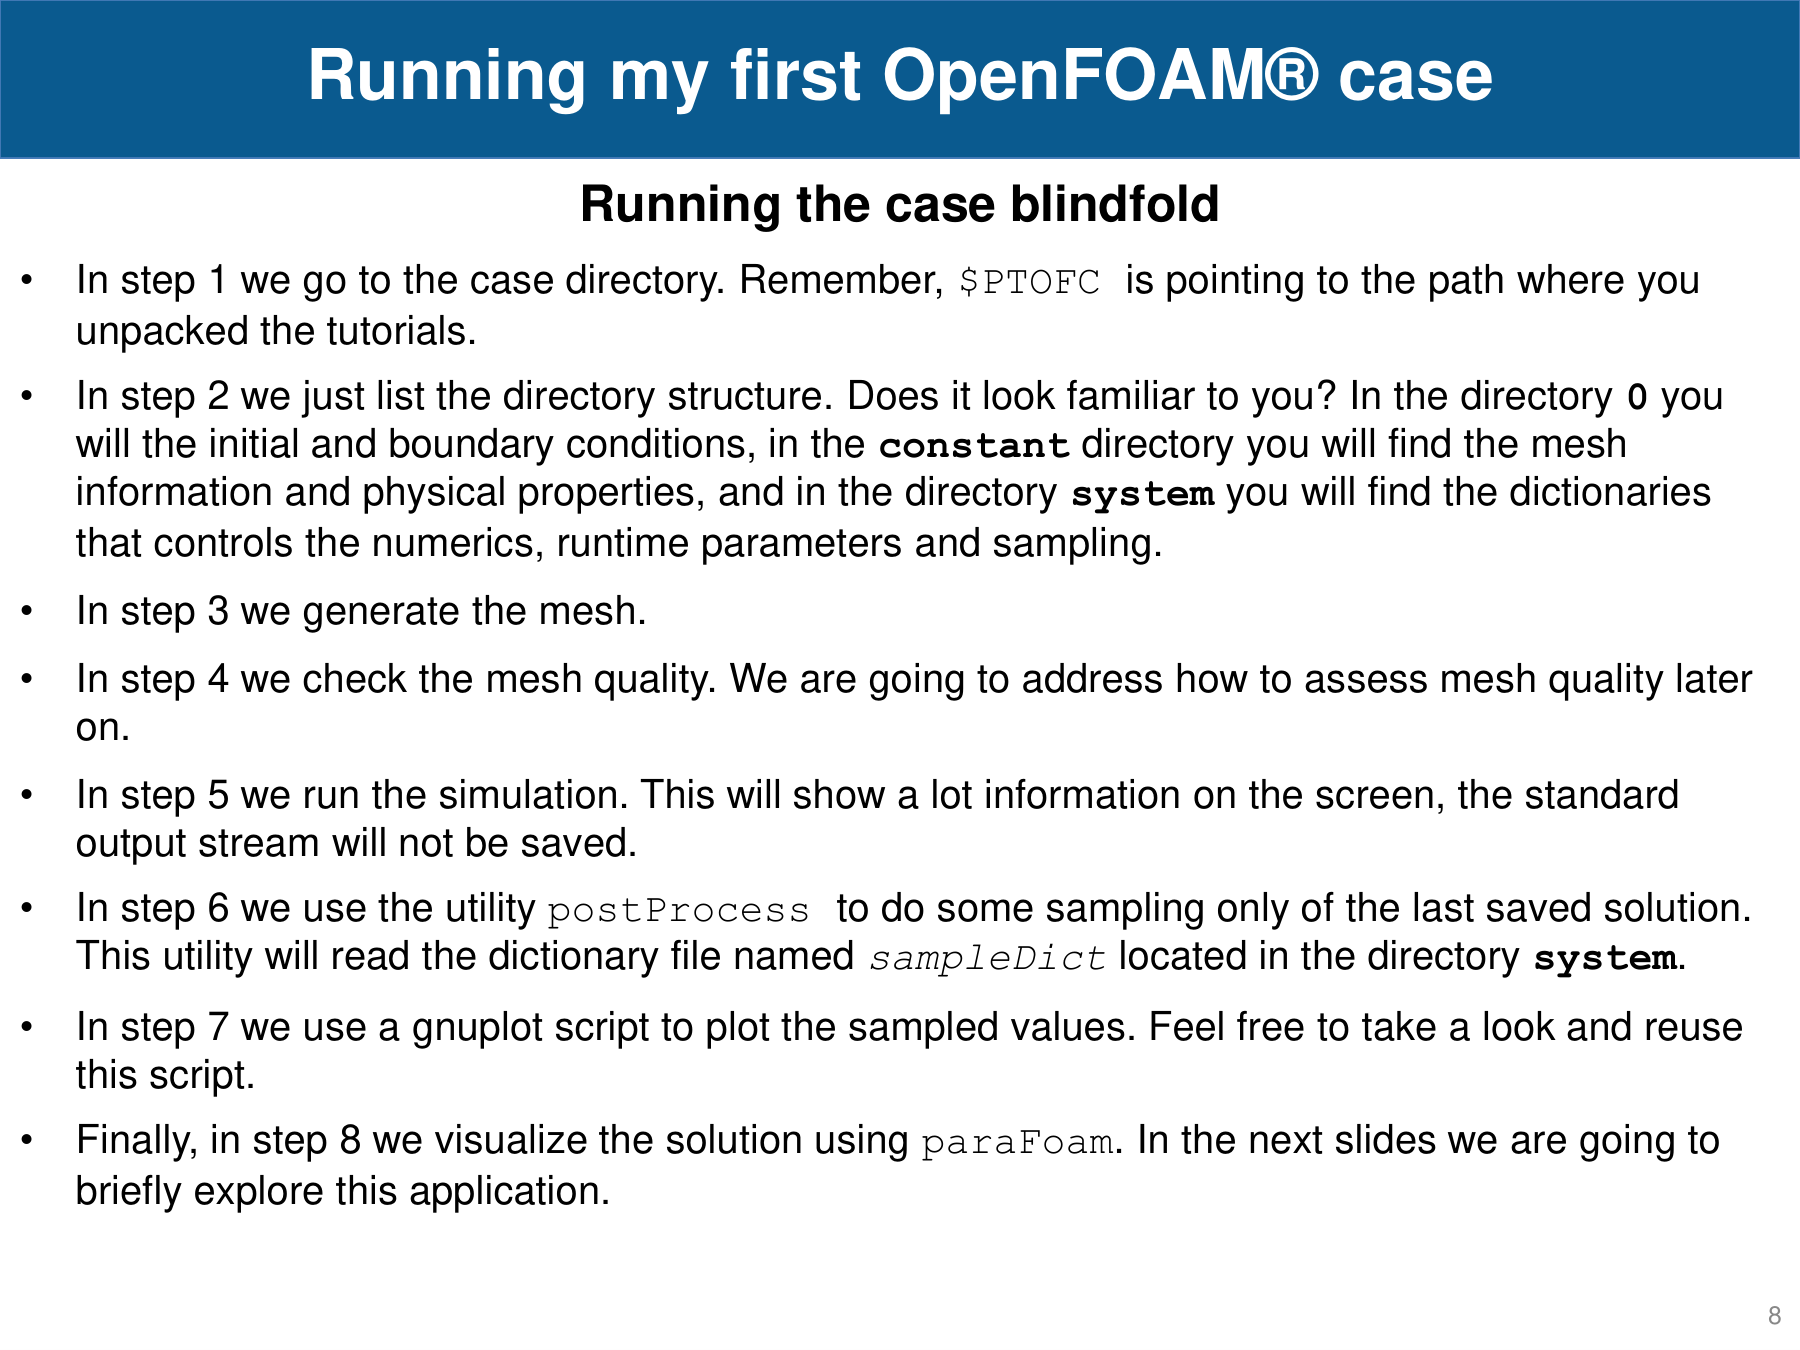 Running my first OpenFOAM® case
Running the case blindfold
• In step 1 we go to the case directory. Remember, $PTOFC is pointing to the path where you
unpacked the tutorials.
• In step 2 we just list the directory structure. Does it look familiar to you? In the directory 0 you
will the initial and boundary conditions, in the constant directory you will find the mesh
information and physical properties, and in the directory system you will find the dictionaries
that controls the numerics, runtime parameters and sampling.
• In step 3 we generate the mesh.
• In step 4 we check the mesh quality. We are going to address how to assess mesh quality later
on.
• In step 5 we run the simulation. This will show a lot information on the screen, the standard
output stream will not be saved.
• In step 6 we use the utility postProcess to do some sampling only of the last saved solution.
This utility will read the dictionary file named sampleDict located in the directory system.
• In step 7 we use a gnuplot script to plot the sampled values. Feel free to take a look and reuse
this script.
• Finally, in step 8 we visualize the solution using paraFoam. In the next slides we are going to
briefly explore this application.
8